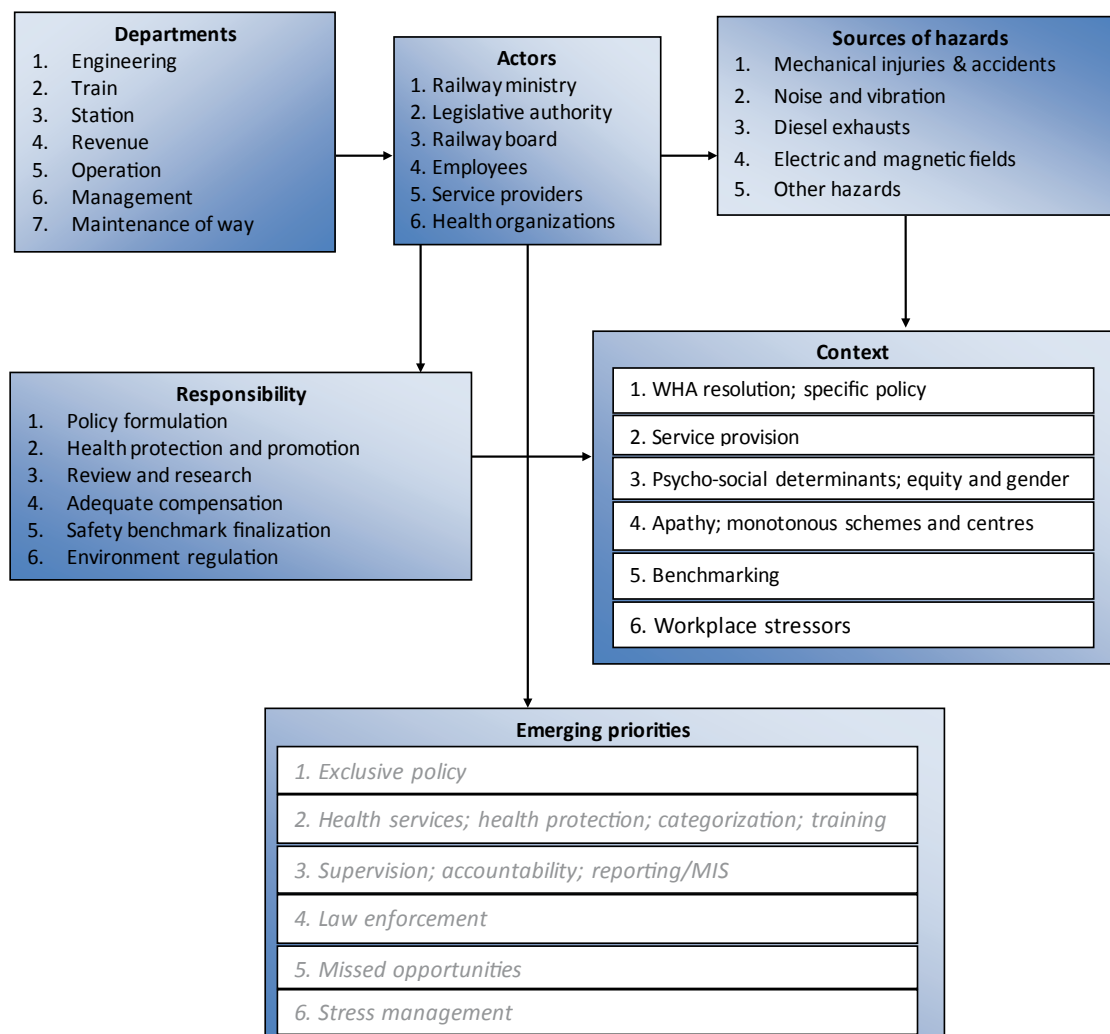 Departments
1. Engineering
2. Train
3. Station
4. Revenue
5. Operation
6. Management
7. Maintenance of way
Actors
1. Railway ministry
2. Legislative authority
3. Railway board
4. Employees
5. Service providers
6. Health organizations
Sources of hazards
1. Mechanical injuries & accidents
2. Noise and vibration
3. Diesel exhausts
4. Electric and magnetic fields
5. Other hazards
Responsibility
1. Policy formulation
2. Health protection and promotion
3. Review and research
4. Adequate compensation
5. Safety benchmark finalization
6. Environment regulation
Context
1. WHA resolution; specific policy
2. Service provision
3. Psycho-social determinants; equity and gender
4. Apathy; monotonous schemes and centres
5. Benchmarking
6. Workplace stressors
Emerging priorities
1. Exclusive policy
2. Health services; health protection; categorization; training
3. Supervision; accountability; reporting/MIS
4. Law enforcement
5. Missed opportunities
6. Stress management